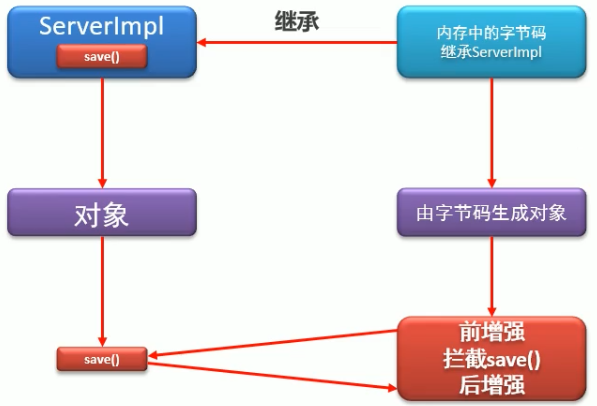 ServerImpl
save()
继承
内存中的字节码
继承ServerImpl
对象
由字节码生成对象
save()
前增强
拦截save()
后增强